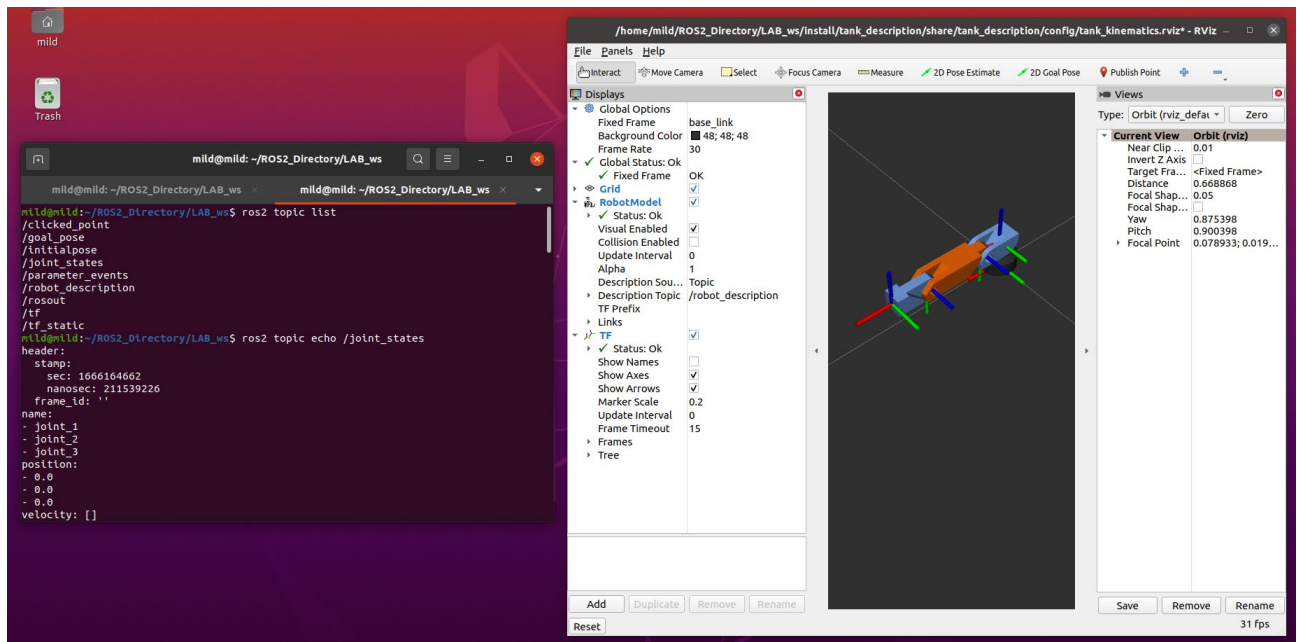 mild
Trash
mild@mild: ~/ROS2_Directory/LAB_ws
mild@mild: ~/ROS2_Directory/LAB_ws
mild@mild: ~/ROS2_Directory/LAB_ws
mild@mild:~/ROS2_Directory/LAB_ws$ ros2 topic list
/clicked_point
/goal_pose
/initialpose
/joint_states
/parameter_events
/robot_description
/rosout
/tf
/tf_static
mild@mild:~/ROS2_Directory/LAB_ws$ ros2 topic echo /joint_states
header:
  stamp:
    sec: 1666164662
    nanosec: 211539226
  frame_id: ''
name:
- joint_1
- joint_2
- joint_3
position:
- 0.0
- 0.0
- 0.0
velocity: []
/home/mild/ROS2_Directory/LAB_ws/install/tank_description/share/tank_description/config/tank_kinematics.rviz* - RViz
File Panels Help
Interact Move Camera Select Focus Camera Measure 2D Pose Estimate 2D Goal Pose Publish Point
Displays
Global Options
Fixed Frame base_link
Background Color 48; 48; 48
Frame Rate 30
Global Status: Ok
Fixed Frame OK
Grid
RobotModel
Status: Ok
Visual Enabled
Collision Enabled
Update Interval 0
Alpha 1
Description Sou... Topic
Description Topic /robot_description
TF Prefix
Links
TF
Status: Ok
Show Names
Show Axes
Show Arrows
Marker Scale 0.2
Update Interval 0
Frame Timeout 15
Frames
Tree
Add Duplicate Remove Rename
Reset
Views
Type: Orbit (rviz_defau Zero
Current View Orbit (rviz)
Near Clip ... 0.01
Invert Z Axis
Target Fra... <Fixed Frame>
Distance 0.668868
Focal Shap... 0.05
Focal Shap...
Yaw 0.875398
Pitch 0.900398
Focal Point 0.078933; 0.019...
Save Remove Rename
31 fps